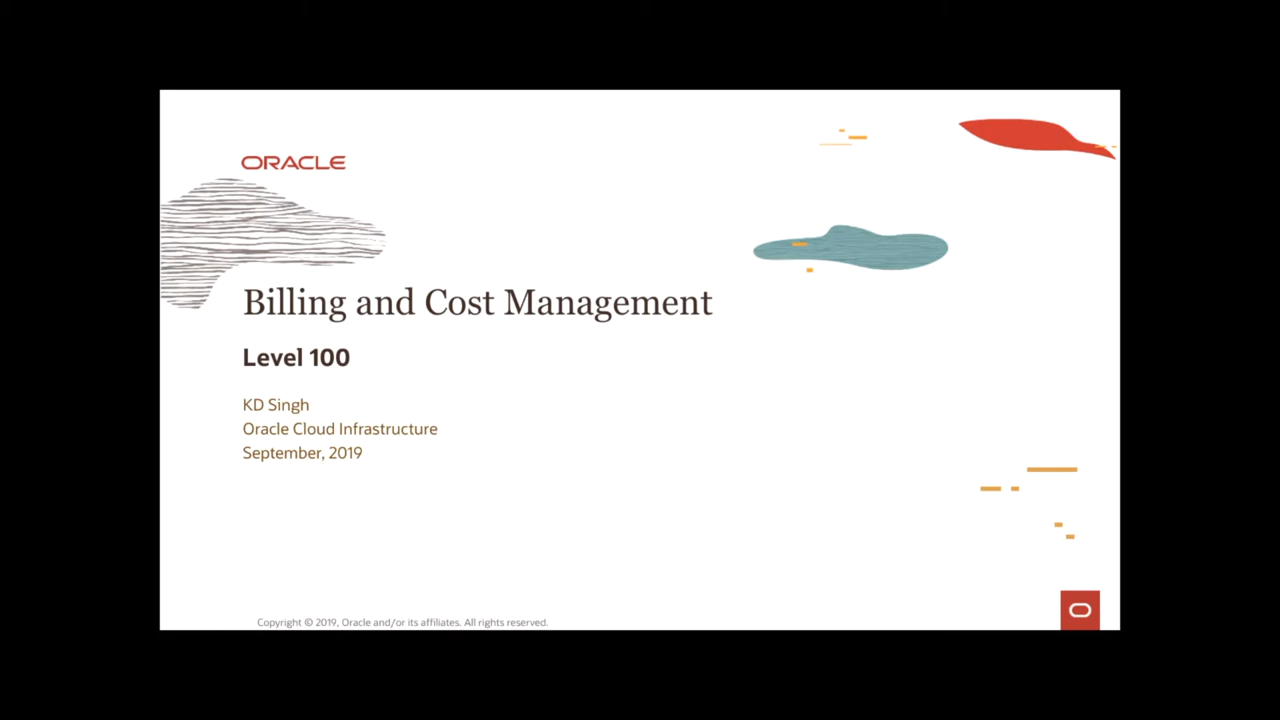 ORACLE
Billing and Cost Management
Level 100
KD Singh
Oracle Cloud Infrastructure
September, 2019
Copyright © 2019, Oracle and/or its affiliates. All rights reserved.